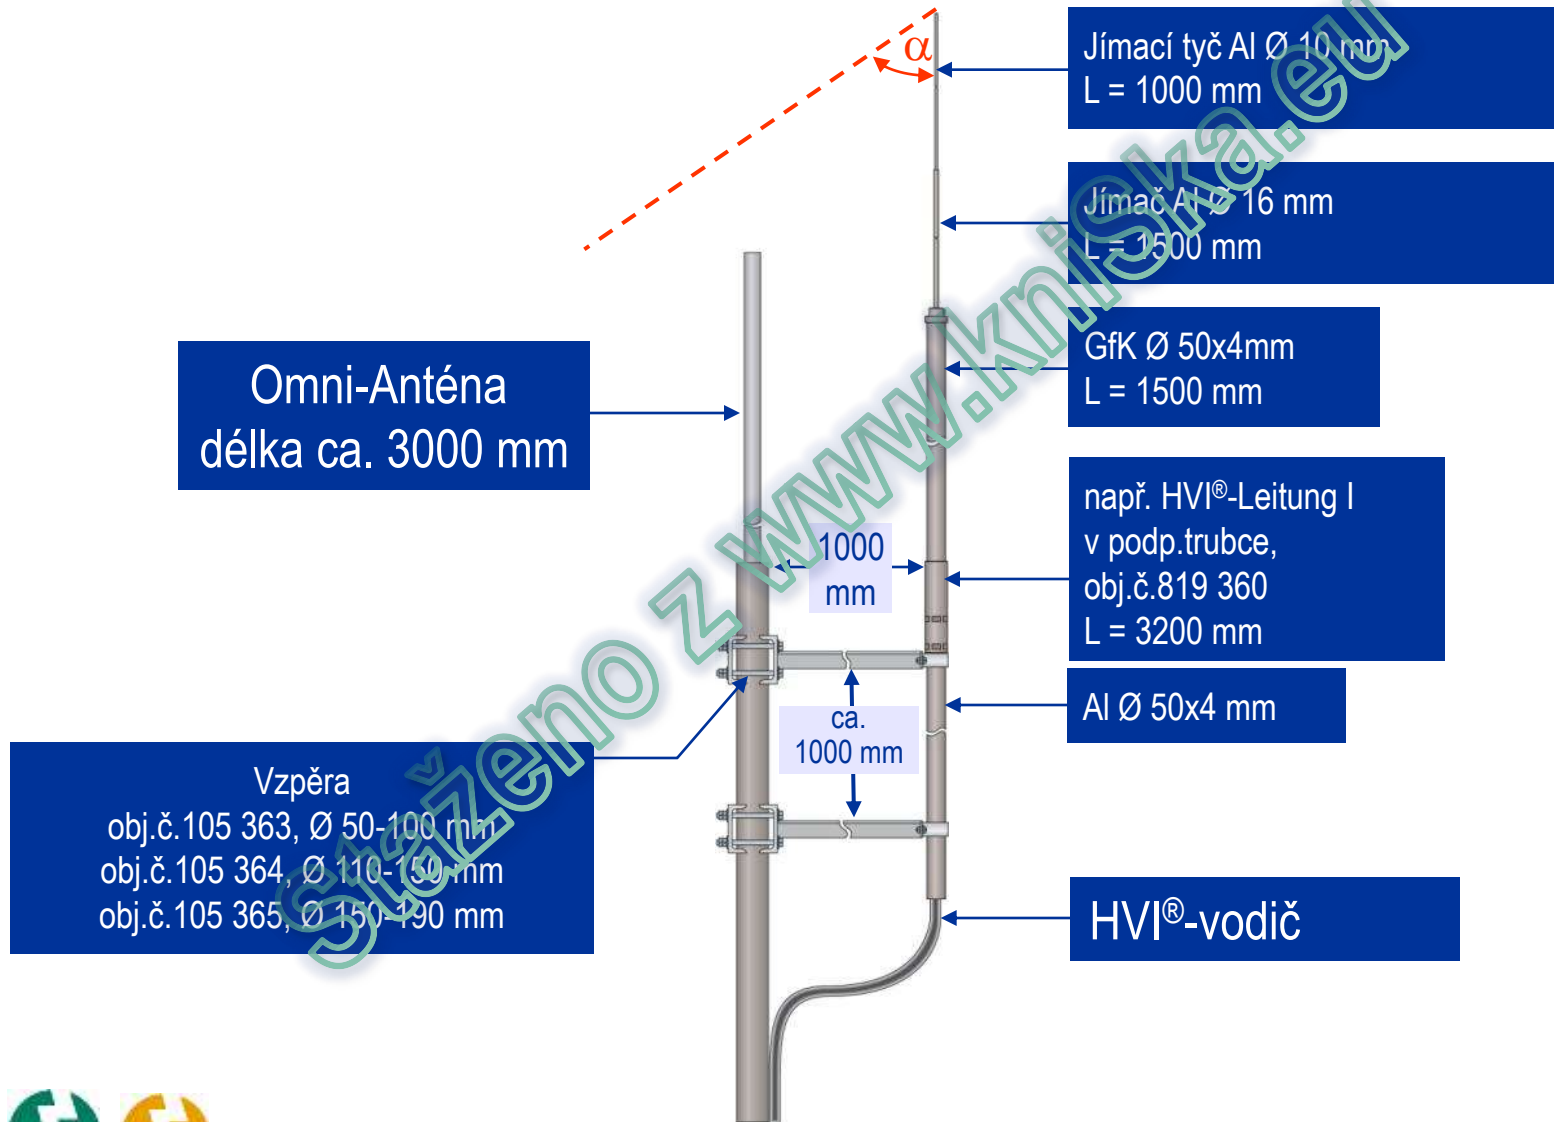 α
Jímací tyč Al Ø 10 mm
L = 1000 mm
Jímač Al Ø 16 mm
L = 1500 mm
GfK Ø 50x4mm
L = 1500 mm
Omni-Anténa
délka ca. 3000 mm
např. HVI®-Leitung I
v podp.trubce,
obj.č.819 360
L = 3200 mm
1000
mm
Al Ø 50x4 mm
ca.
1000 mm
Vzpěra
obj.č.105 363, Ø 50-100 mm
obj.č.105 364, Ø 110-150 mm
obj.č.105 365, Ø 150-190 mm
HVI®-vodič
Staženo z www.kniSka.eu